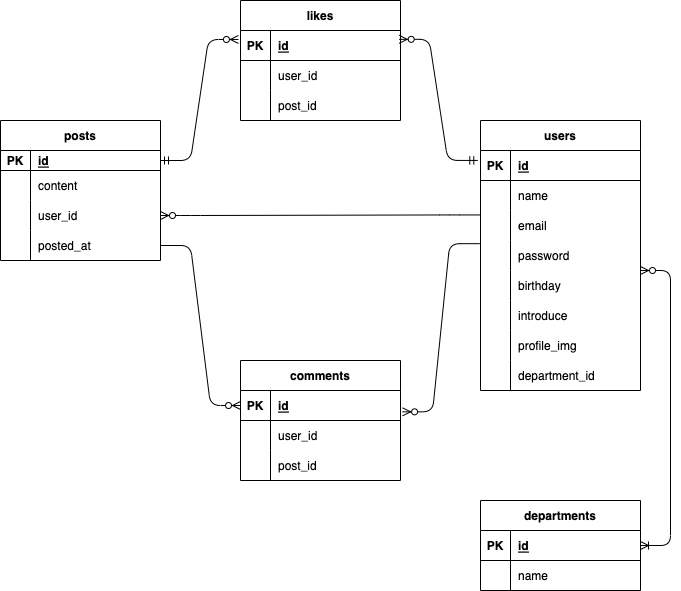 likes
PK id
user_id
post_id
posts
PK id
content
user_id
posted_at
users
PK id
name
email
password
birthday
introduce
profile_img
department_id
comments
PK id
user_id
post_id
departments
PK id
name